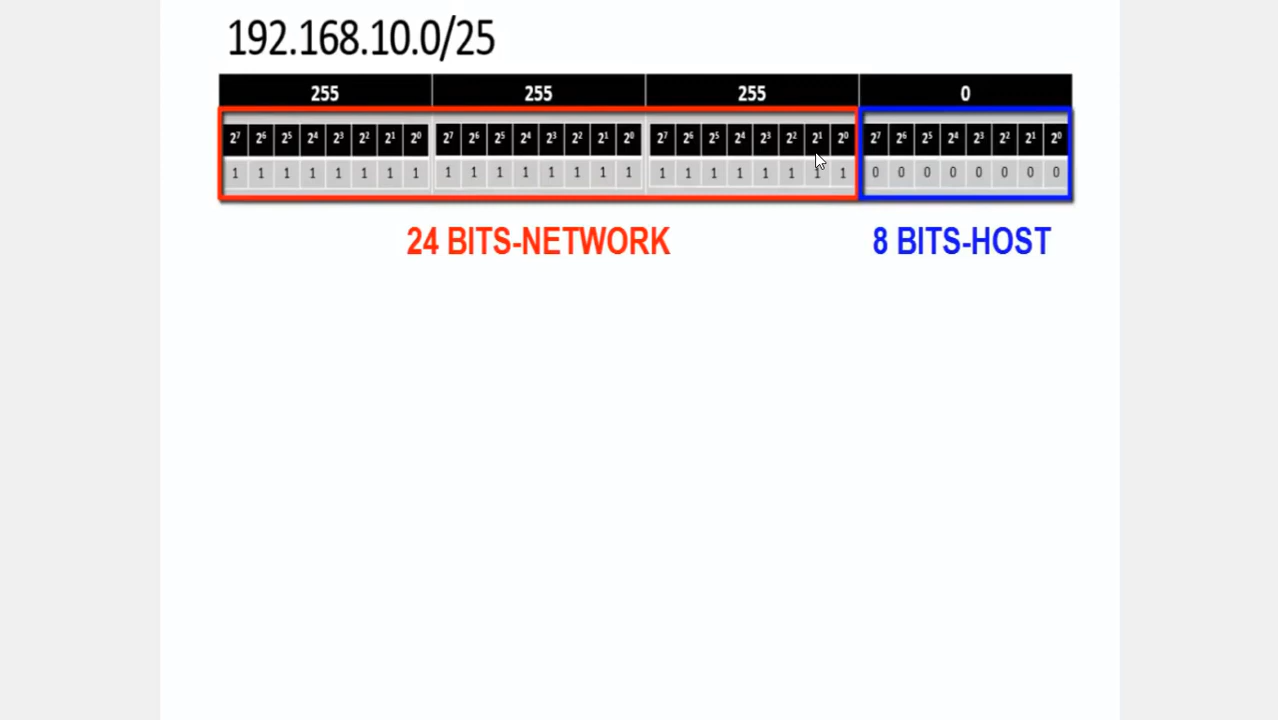 192.168.10.0/25
255 255 255 0
2⁷ 2⁶ 2⁵ 2⁴ 2³ 2² 2¹ 2⁰ 2⁷ 2⁶ 2⁵ 2⁴ 2³ 2² 2¹ 2⁰ 2⁷ 2⁶ 2⁵ 2⁴ 2³ 2² 2¹ 2⁰ 2⁷ 2⁶ 2⁵ 2⁴ 2³ 2² 2¹ 2⁰
1 1 1 1 1 1 1 1 1 1 1 1 1 1 1 1 1 1 1 1 1 1 1 1 0 0 0 0 0 0 0 0
24 BITS-NETWORK 8 BITS-HOST